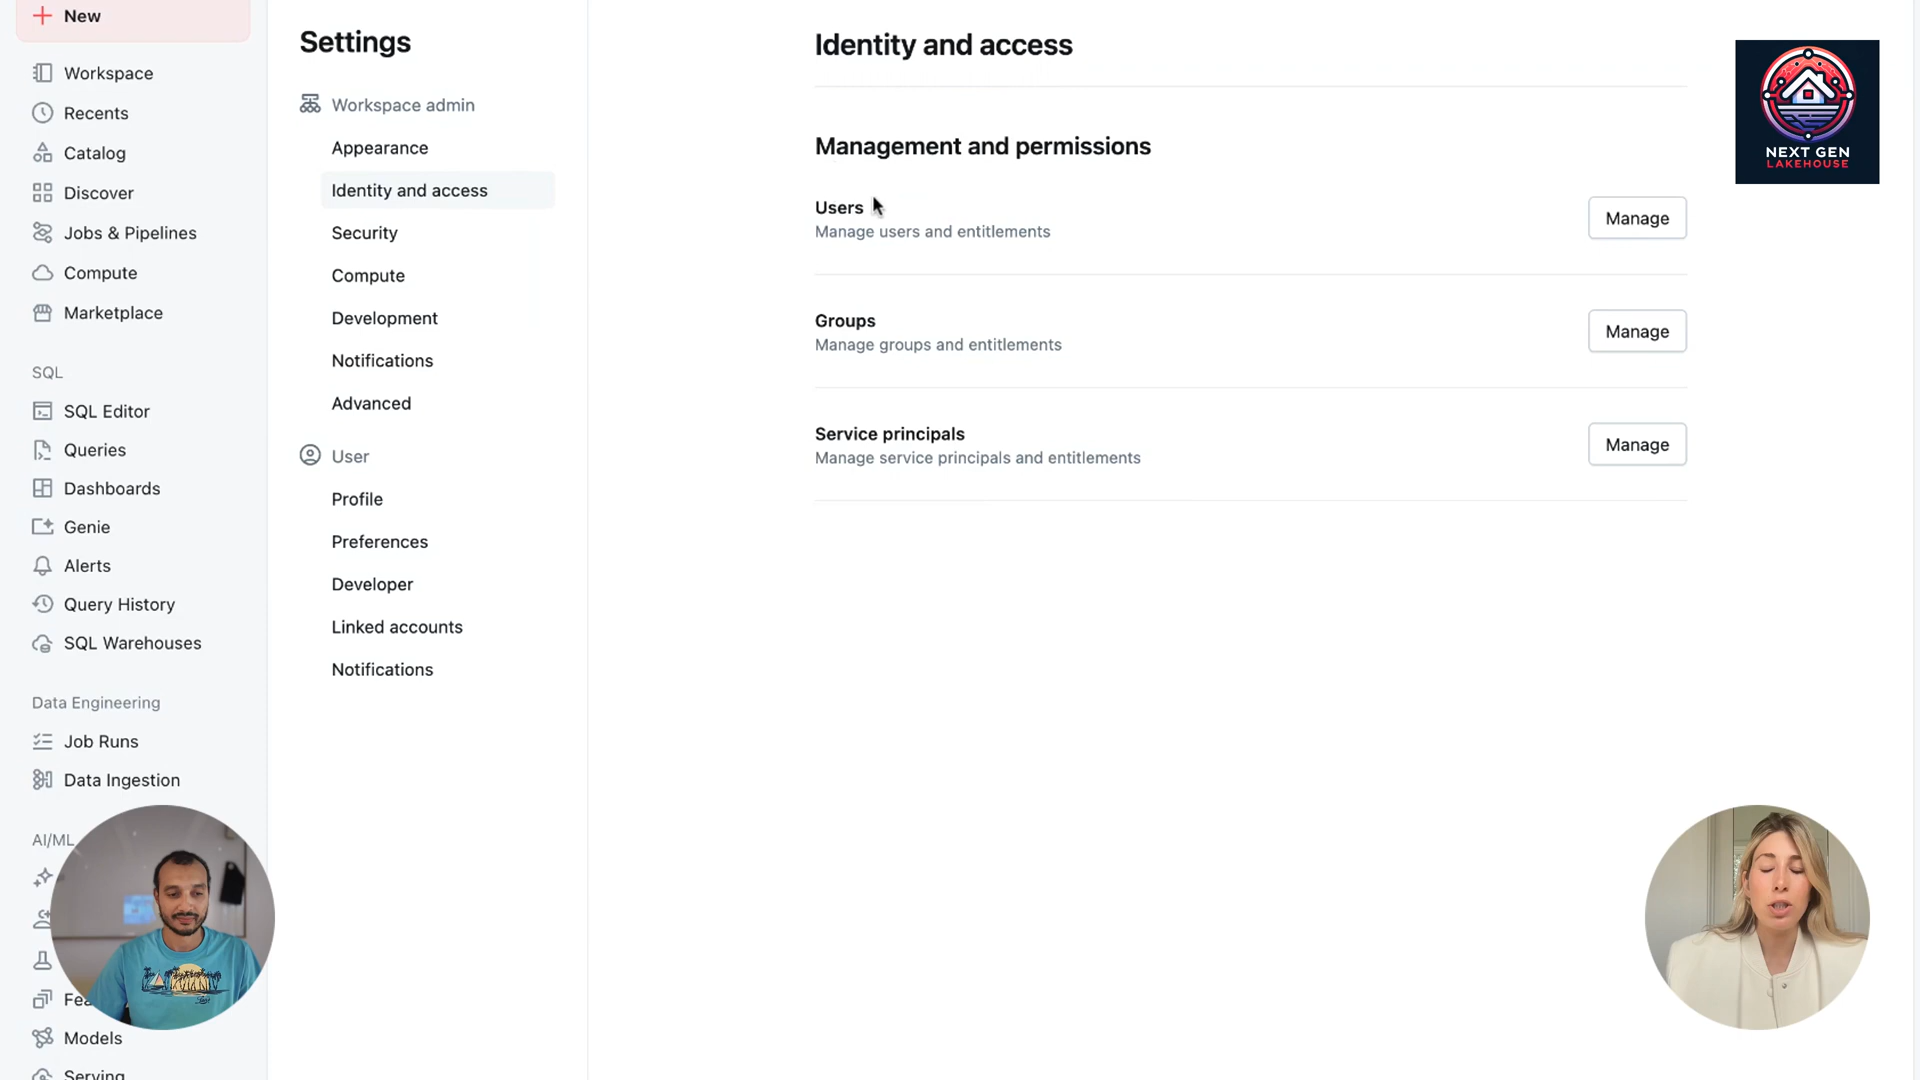 New
Workspace
Recents
Catalog
Discover
Jobs & Pipelines
Compute
Marketplace
SQL
SQL Editor
Queries
Dashboards
Genie
Alerts
Query History
SQL Warehouses
Data Engineering
Job Runs
Data Ingestion
AI/ML
Fea
Models
Serving
Settings
Workspace admin
Appearance
Identity and access
Security
Compute
Development
Notifications
Advanced
User
Profile
Preferences
Developer
Linked accounts
Notifications
Identity and access
Management and permissions
Users
Manage users and entitlements
Manage
Groups
Manage groups and entitlements
Manage
Service principals
Manage service principals and entitlements
Manage
NEXT GEN
LAKEHOUSE